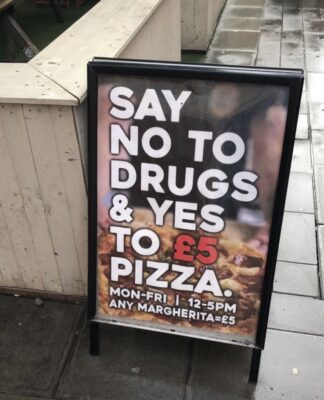 SAY
NO TO
DRUGS
& YES
TO £5
PIZZA.
MON-FRI | 12-5PM
ANY MARGHERITA=£5